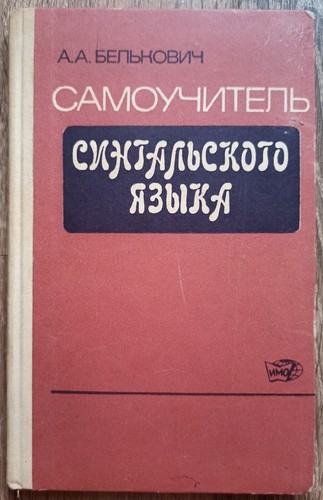 А.А. БЕЛЬКОВИЧ
САМОУЧИТЕЛЬ
СИНГАЛЬСКОГО
ЯЗЫКА
ИМО